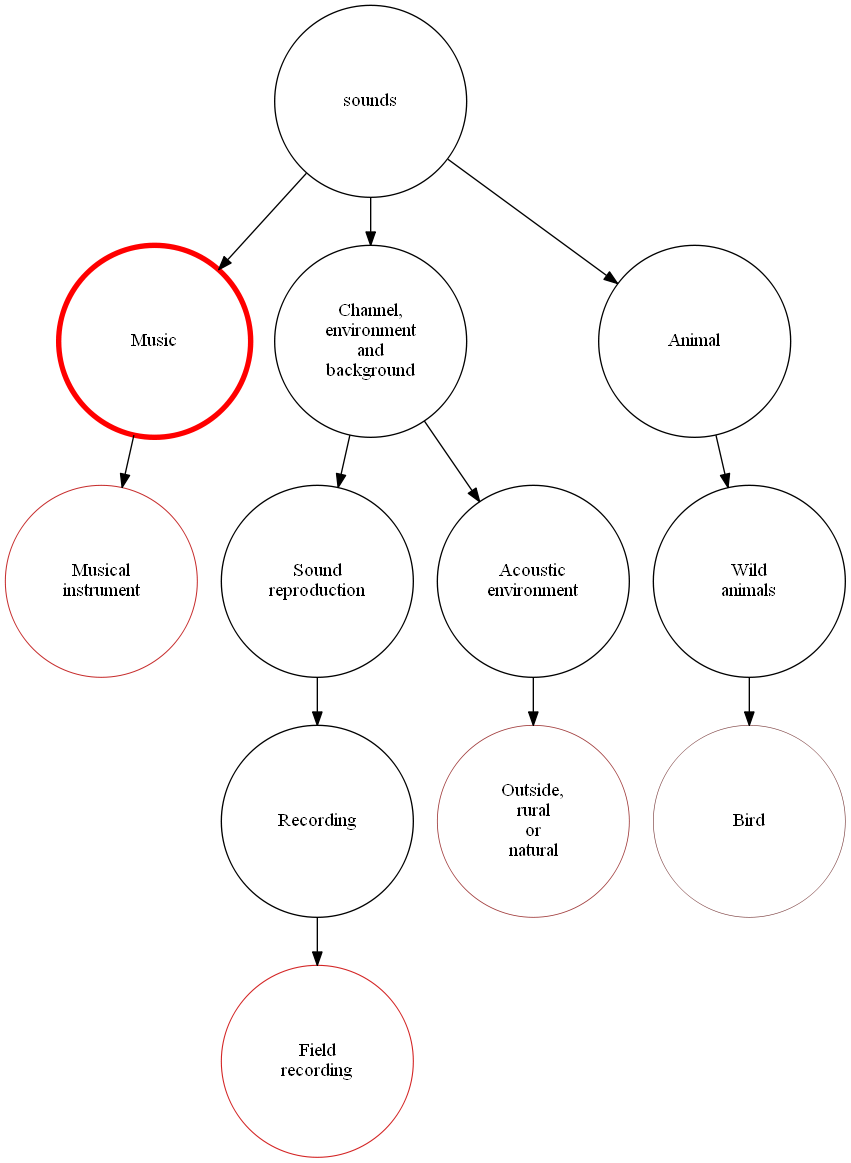 sounds
Music
Channel,
environment
and
background
Animal
Musical
instrument
Sound
reproduction
Acoustic
environment
Wild
animals
Recording
Outside,
rural
or
natural
Bird
Field
recording